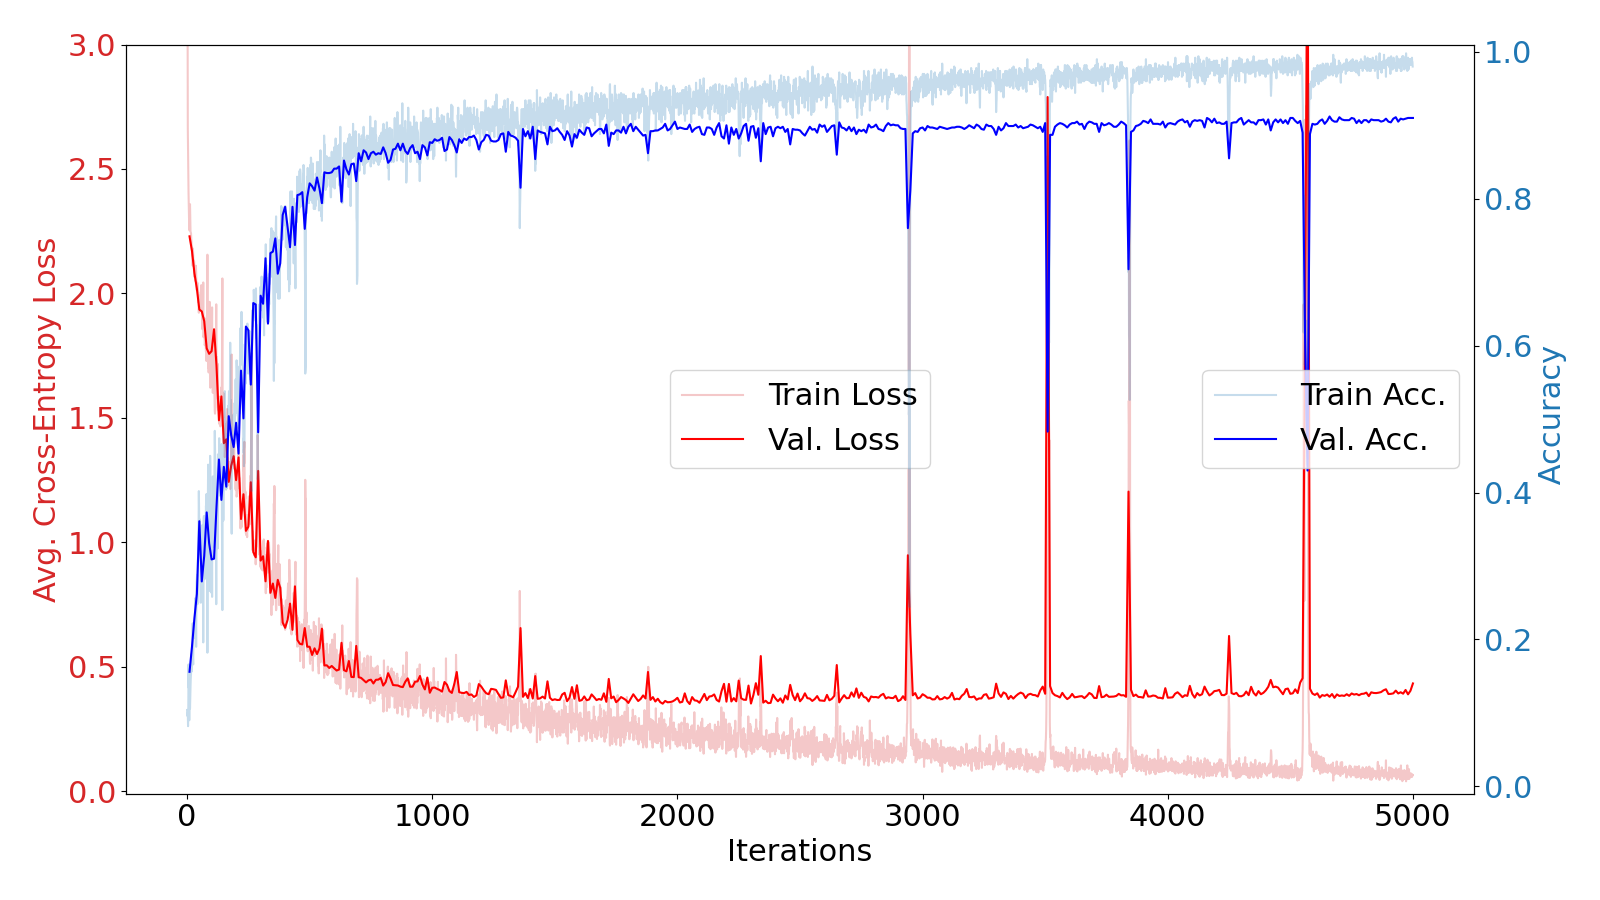 3.0
2.5
2.0
1.5
1.0
0.5
0.0
Avg. Cross-Entropy Loss
1.0
0.8
0.6
0.4
0.2
0.0
Accuracy
Train Loss
Val. Loss
Train Acc.
Val. Acc.
0 1000 2000 3000 4000 5000
Iterations